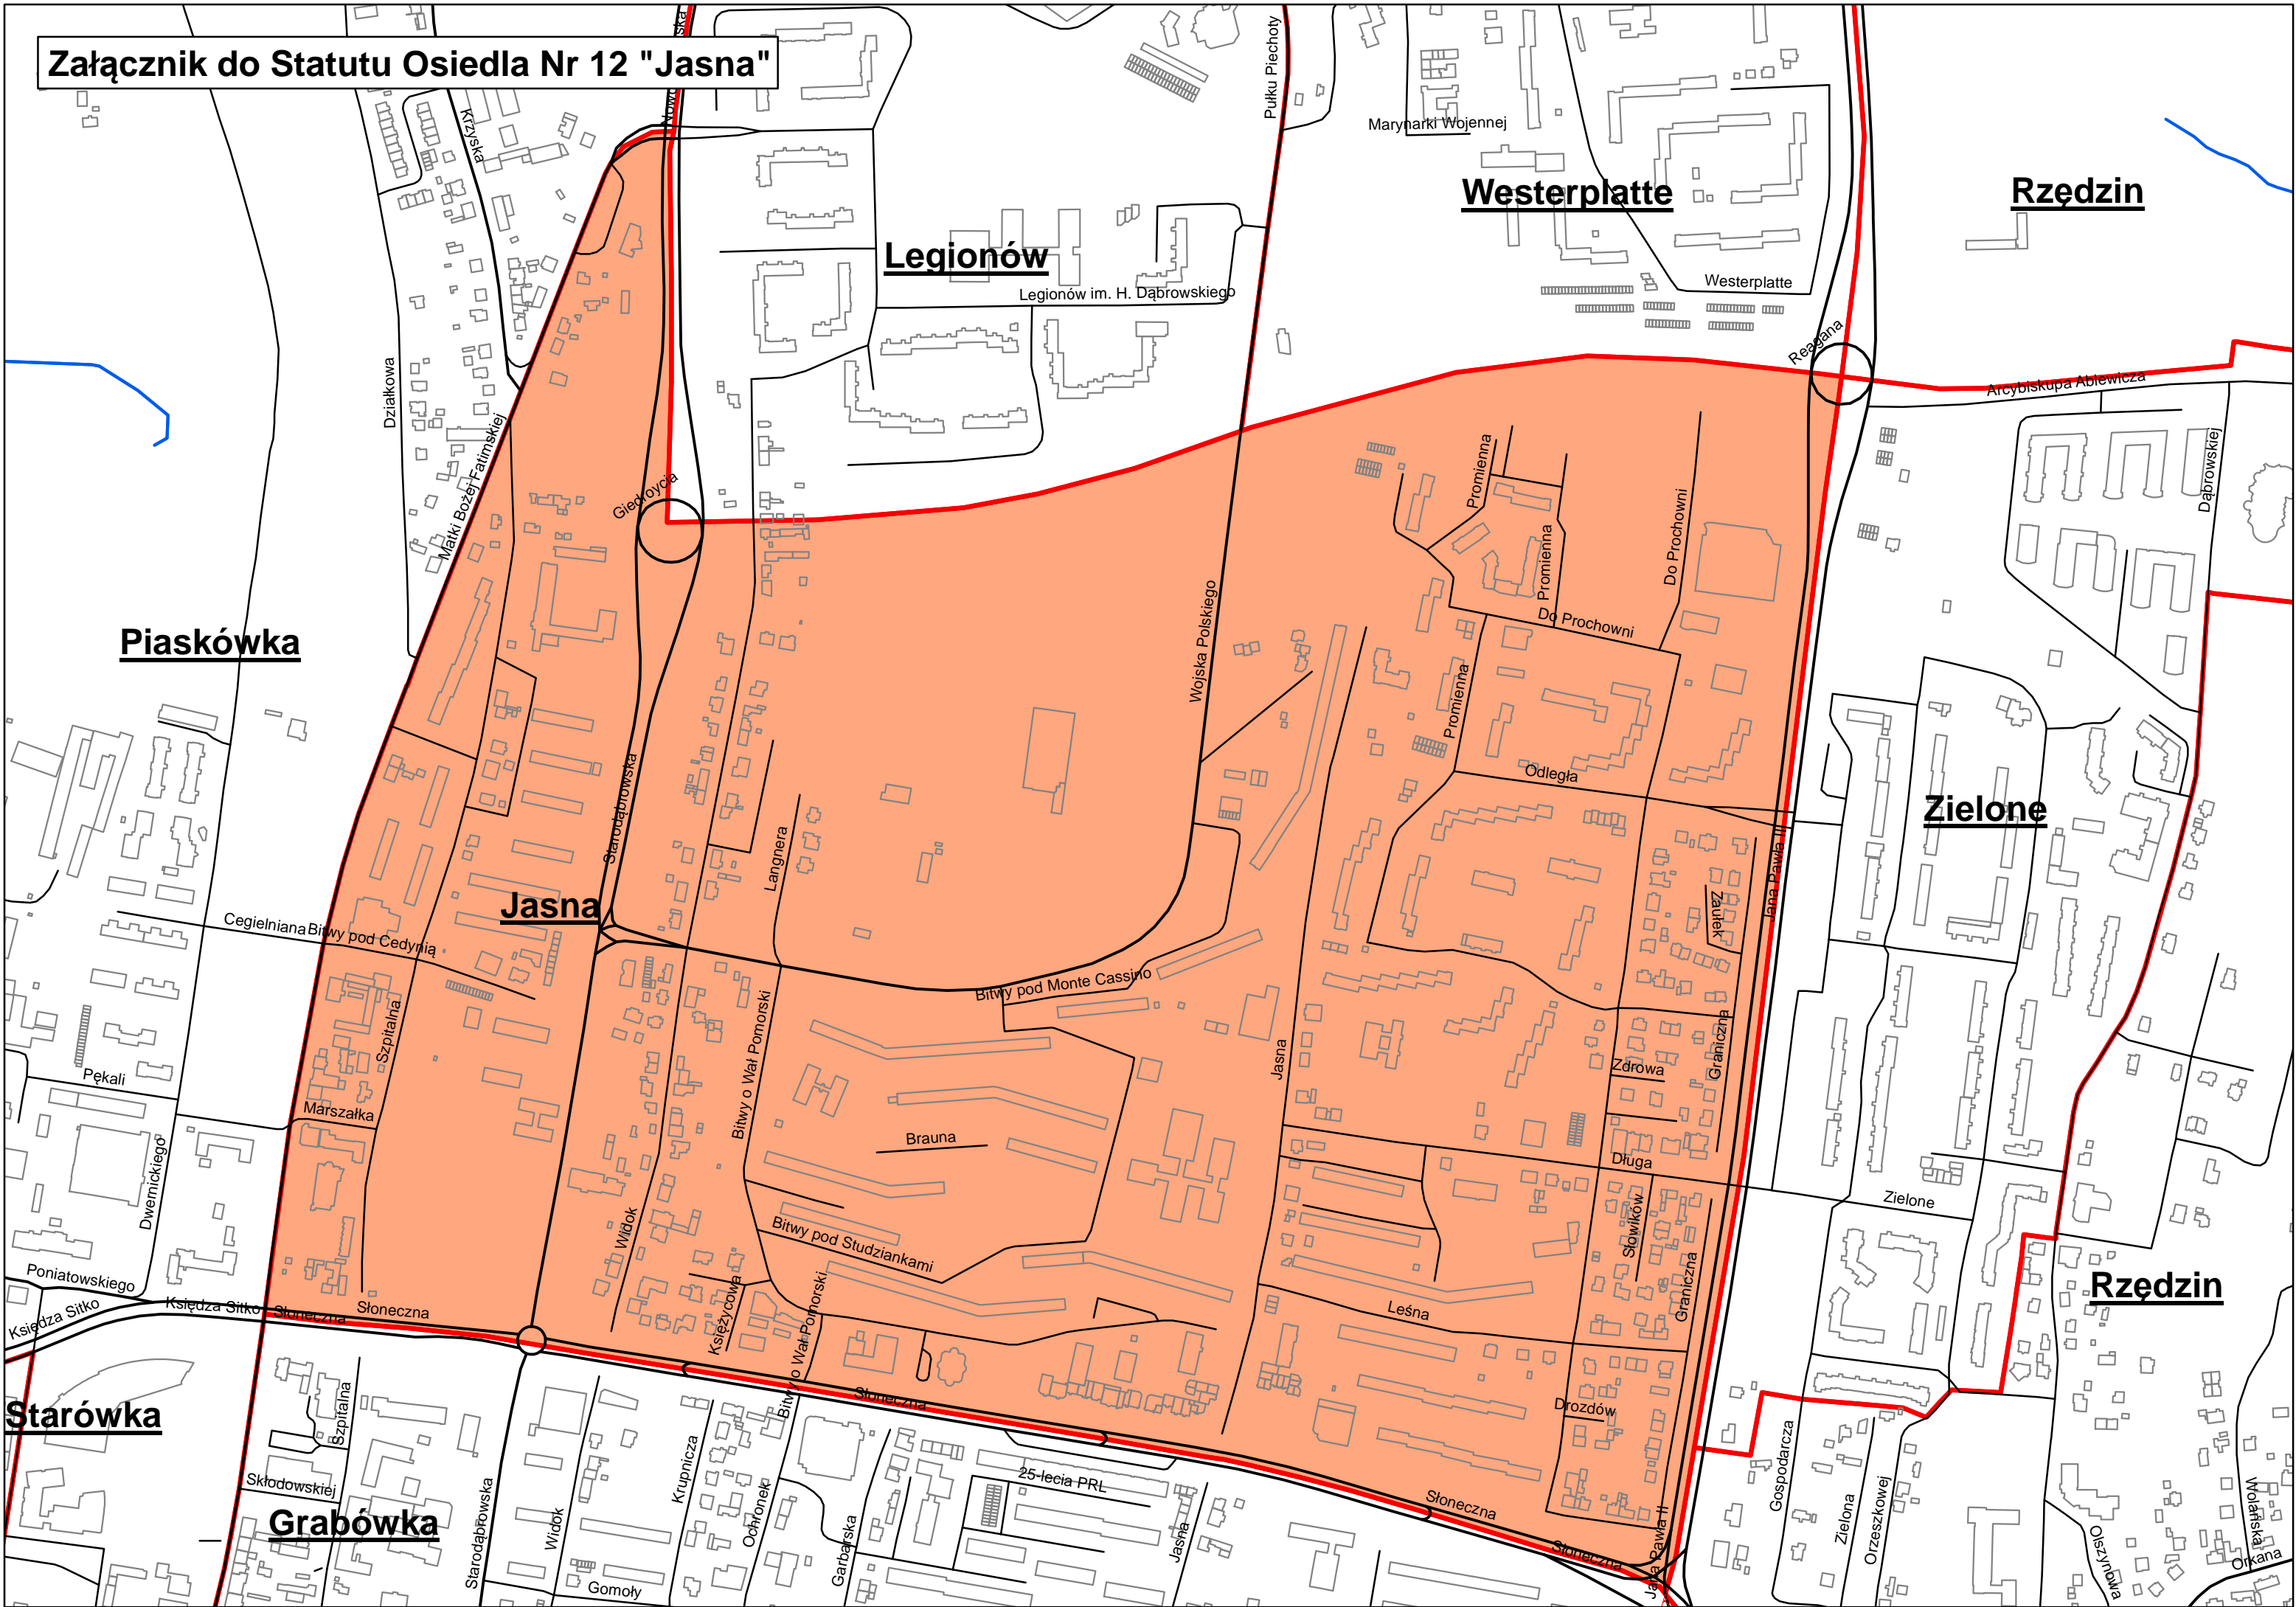 Załącznik do Statutu Osiedla Nr 12 "Jasna"
Krzyska
Pułku Piechoty
Marynarki Wojennej
Westerplatte
Rzędzin
Legionów
Legionów im. H. Dąbrowskiego
Westerplatte
Reagana
Działkowa
Matki Bożej Fatimskiej
Arcybiskupa Ablewicza
Dąbrowskiej
Giedroycia
Promienna
Promienna
Do Prochowni
Do Prochowni
Wojska Polskiego
Piaskówka
Promienna
Odległa
Starodąbrowska
Langnera
Zielone
Jana Pawła II
Jasna
Zaułek
Cegielniana
Bitwy pod Cedynią
Bitwy pod Monte Cassino
Szpitalna
Bitwy o Wał Pomorski
Jasna
Graniczna
Zdrowa
Pękali
Marszałka
Brauna
Długa
Dwernickiego
Widok
Bitwy pod Studziankami
Słowików
Zielone
Graniczna
Rzędzin
Poniatowskiego
Księda Sitko
Księdza Sitko
Słoneczna
Słoneczna
Księżycowa
Bitwy o Wał Pomorski
Leśna
Słoneczna
Drozdów
Starówka
Szpitalna
Skłodowskiej
Grabówka
Starodąbrowska
Widok
Krupnicza
Ochronek
Garbarska
25-lecia PRL
Jasna
Słoneczna
Słoneczna
Jana Pawła II
Gospodarcza
Zielona
Orzeszkowej
Olszynowa
Wolańska
Orkana
Gomoły